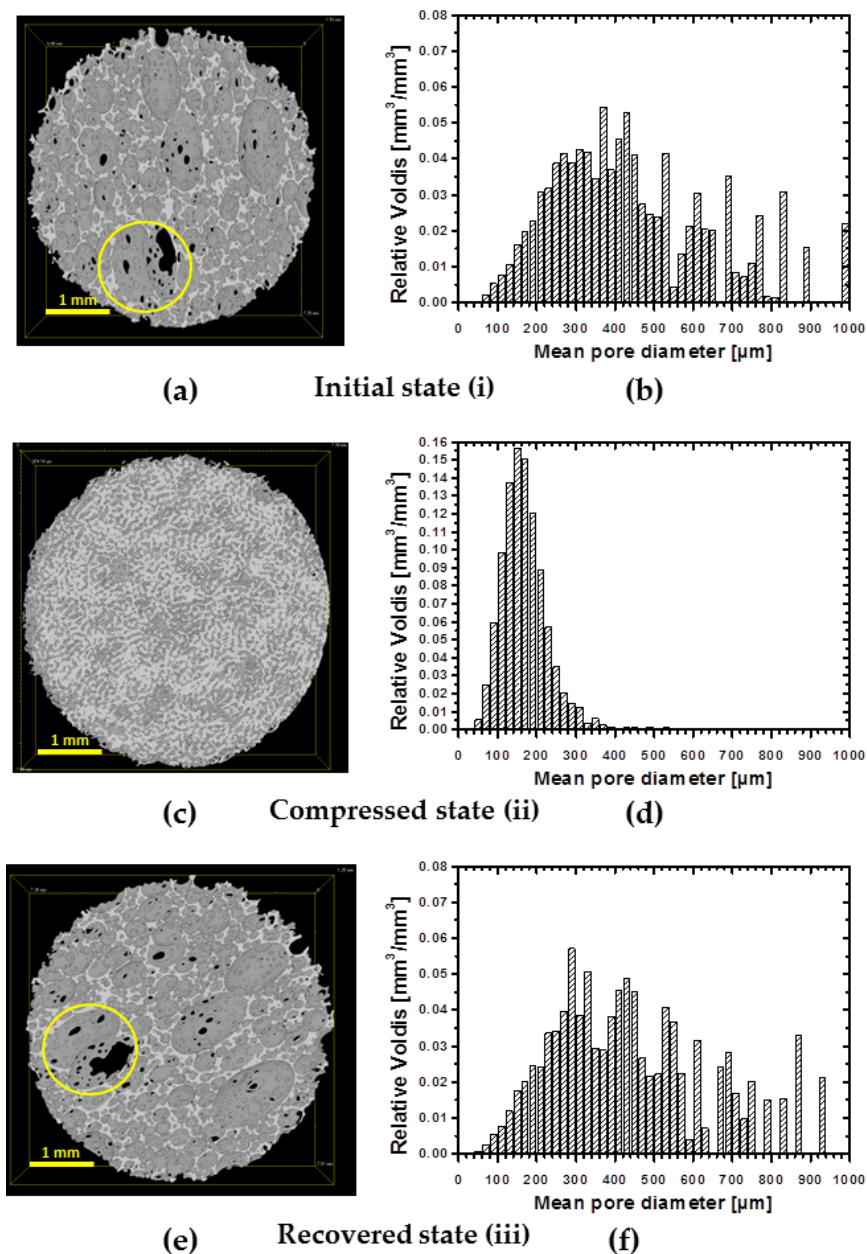 1 mm
0.08
0.07
0.06
0.05
0.04
0.03
0.02
0.01
0.00
Relative Voldis [mm³/mm³]
0 100 200 300 400 500 600 700 800 900 1000
Mean pore diameter [µm]
(a) Initial state (i) (b)
1 mm
0.16
0.15
0.14
0.13
0.12
0.11
0.10
0.09
0.08
0.07
0.06
0.05
0.04
0.03
0.02
0.01
0.00
Relative Voldis [mm³/mm³]
0 100 200 300 400 500 600 700 800 900 1000
Mean pore diameter [µm]
(c) Compressed state (ii) (d)
1 mm
0.08
0.07
0.06
0.05
0.04
0.03
0.02
0.01
0.00
Relative Voldis [mm³/mm³]
0 100 200 300 400 500 600 700 800 900 1000
Mean pore diameter [µm]
(e) Recovered state (iii) (f)